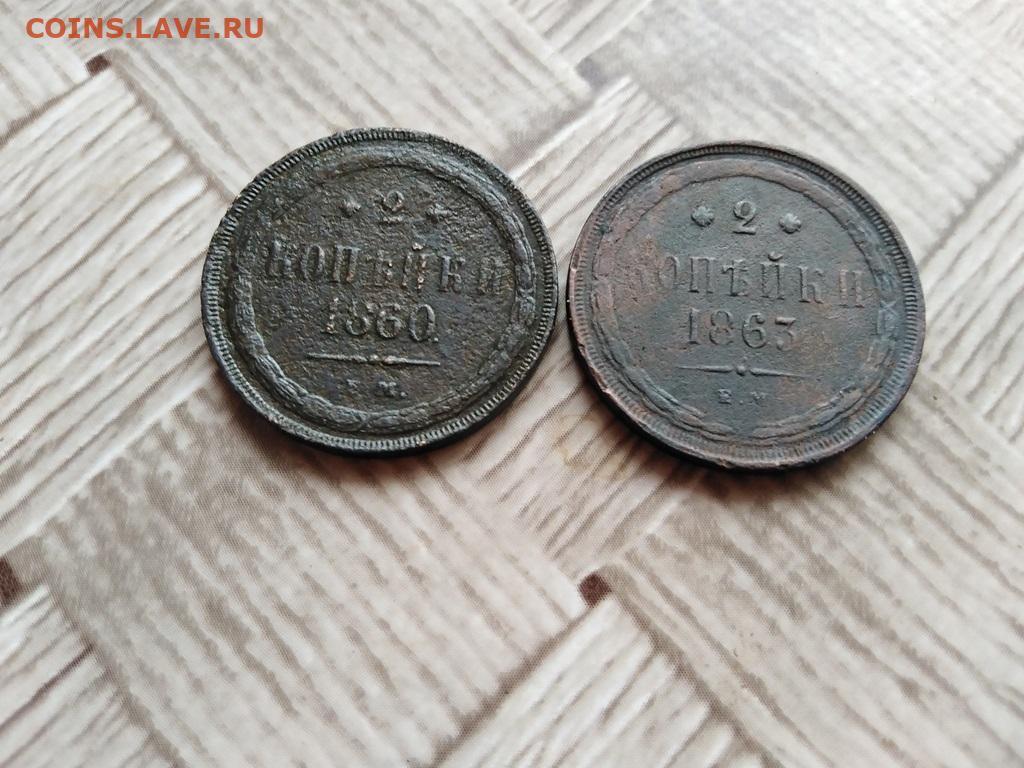 COINS.LAVE.RU
2
КОПѢЙКИ
1860.
Е.М.
2
КОПѢЙКИ
1863
Е.М